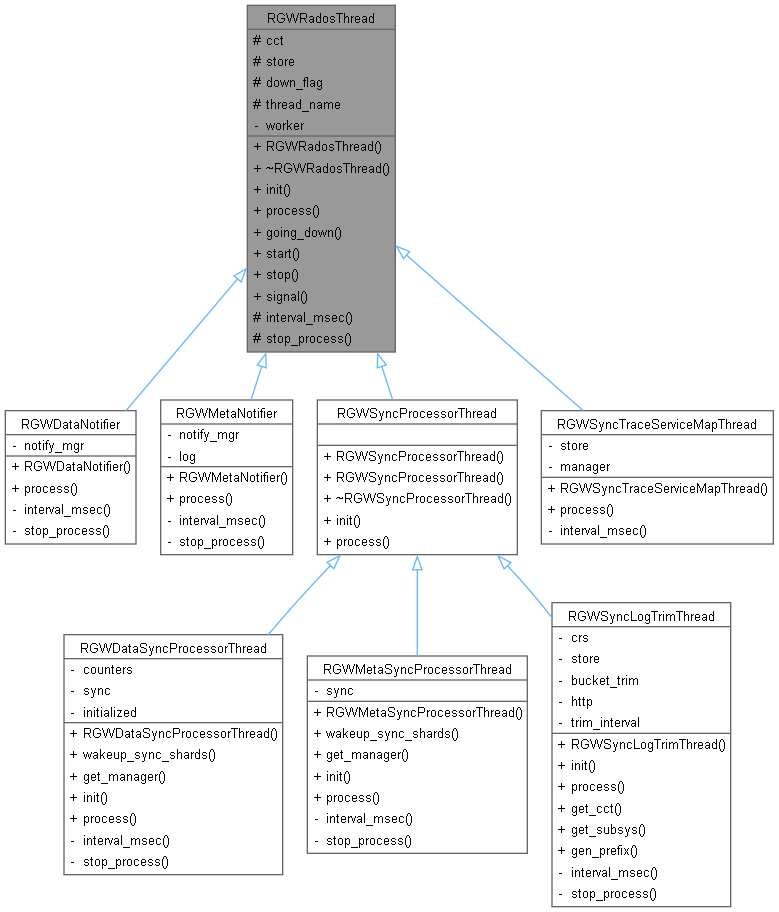 RGWRadosThread
# cct
# store
# down_flag
# thread_name
- worker
+ RGWRadosThread()
+ ~RGWRadosThread()
+ init()
+ process()
+ going_down()
+ start()
+ stop()
+ signal()
# interval_msec()
# stop_process()
RGWDataNotifier
- notify_mgr
+ RGWDataNotifier()
+ process()
- interval_msec()
- stop_process()
RGWMetaNotifier
- notify_mgr
- log
+ RGWMetaNotifier()
+ process()
- interval_msec()
- stop_process()
RGWSyncProcessorThread
+ RGWSyncProcessorThread()
+ RGWSyncProcessorThread()
+ ~RGWSyncProcessorThread()
+ init()
+ process()
RGWSyncTraceServiceMapThread
- store
- manager
+ RGWSyncTraceServiceMapThread()
+ process()
- interval_msec()
RGWDataSyncProcessorThread
- counters
- sync
- initialized
+ RGWDataSyncProcessorThread()
+ wakeup_sync_shards()
+ get_manager()
+ init()
+ process()
- interval_msec()
- stop_process()
RGWMetaSyncProcessorThread
- sync
+ RGWMetaSyncProcessorThread()
+ wakeup_sync_shards()
+ get_manager()
+ init()
+ process()
- interval_msec()
- stop_process()
RGWSyncLogTrimThread
- crs
- store
- bucket_trim
- http
- trim_interval
+ RGWSyncLogTrimThread()
+ init()
+ process()
+ get_cct()
+ get_subsys()
+ gen_prefix()
- interval_msec()
- stop_process()